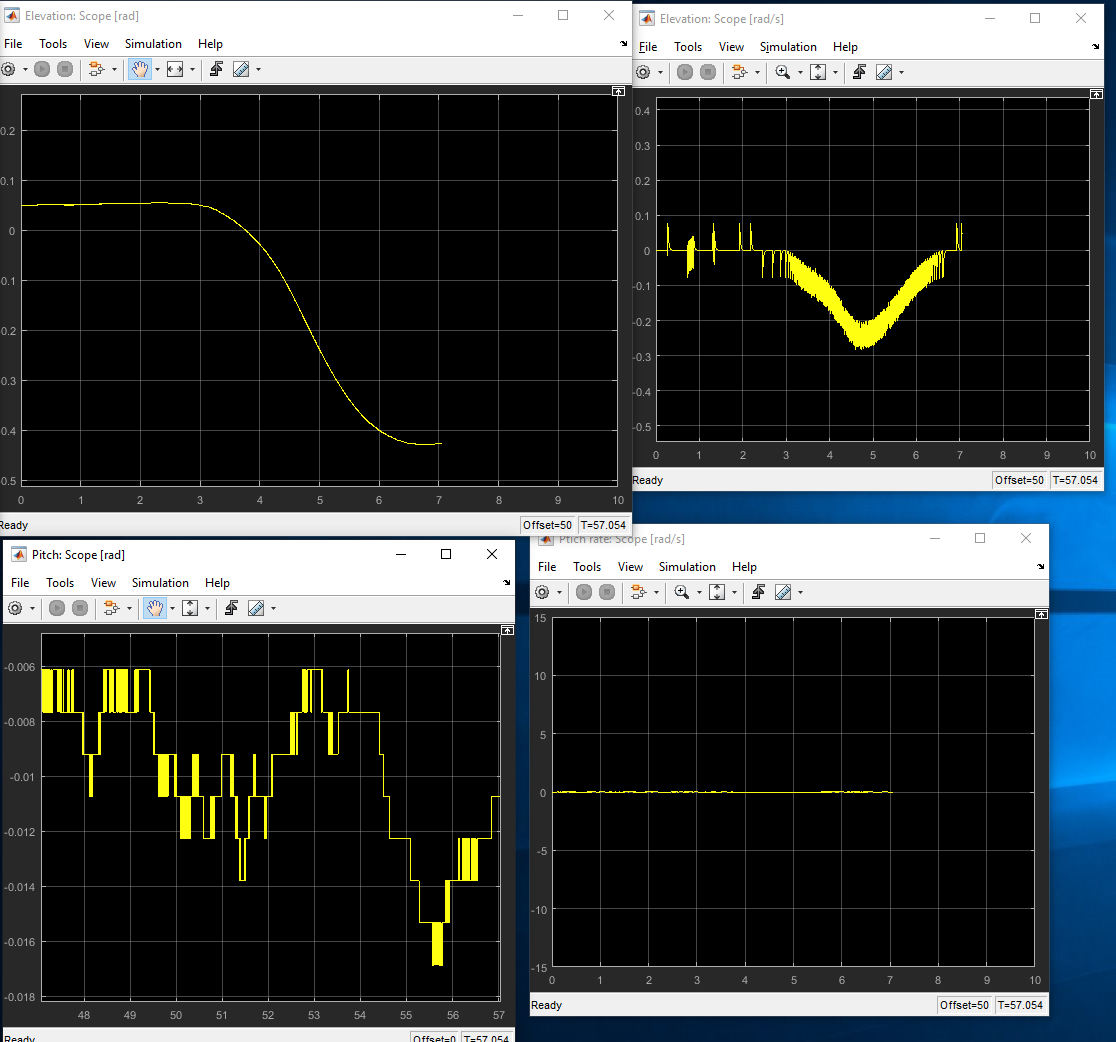 Elevation: Scope [rad]
File Tools View Simulation Help
0.2
0.1
0
0.1
0.2
0.3
0.4
0.5
0 1 2 3 4 5 6 7 8 9 10
Ready Offset=50 T=57.054
Elevation: Scope [rad/s]
File Tools View Simulation Help
0.4
0.3
0.2
0.1
0
-0.1
-0.2
-0.3
-0.4
-0.5
0 1 2 3 4 5 6 7 8 9 10
Ready Offset=50 T=57.054
Pitch: Scope [rad]
File Tools View Simulation Help
-0.006
-0.008
-0.01
-0.012
-0.014
-0.016
-0.018
48 49 50 51 52 53 54 55 56 57
Ready Offset=0 T=57.054
Ptich rate: Scope [rad/s]
File Tools View Simulation Help
15
10
5
0
-5
-10
-15
0 1 2 3 4 5 6 7 8 9 10
Ready Offset=50 T=57.054